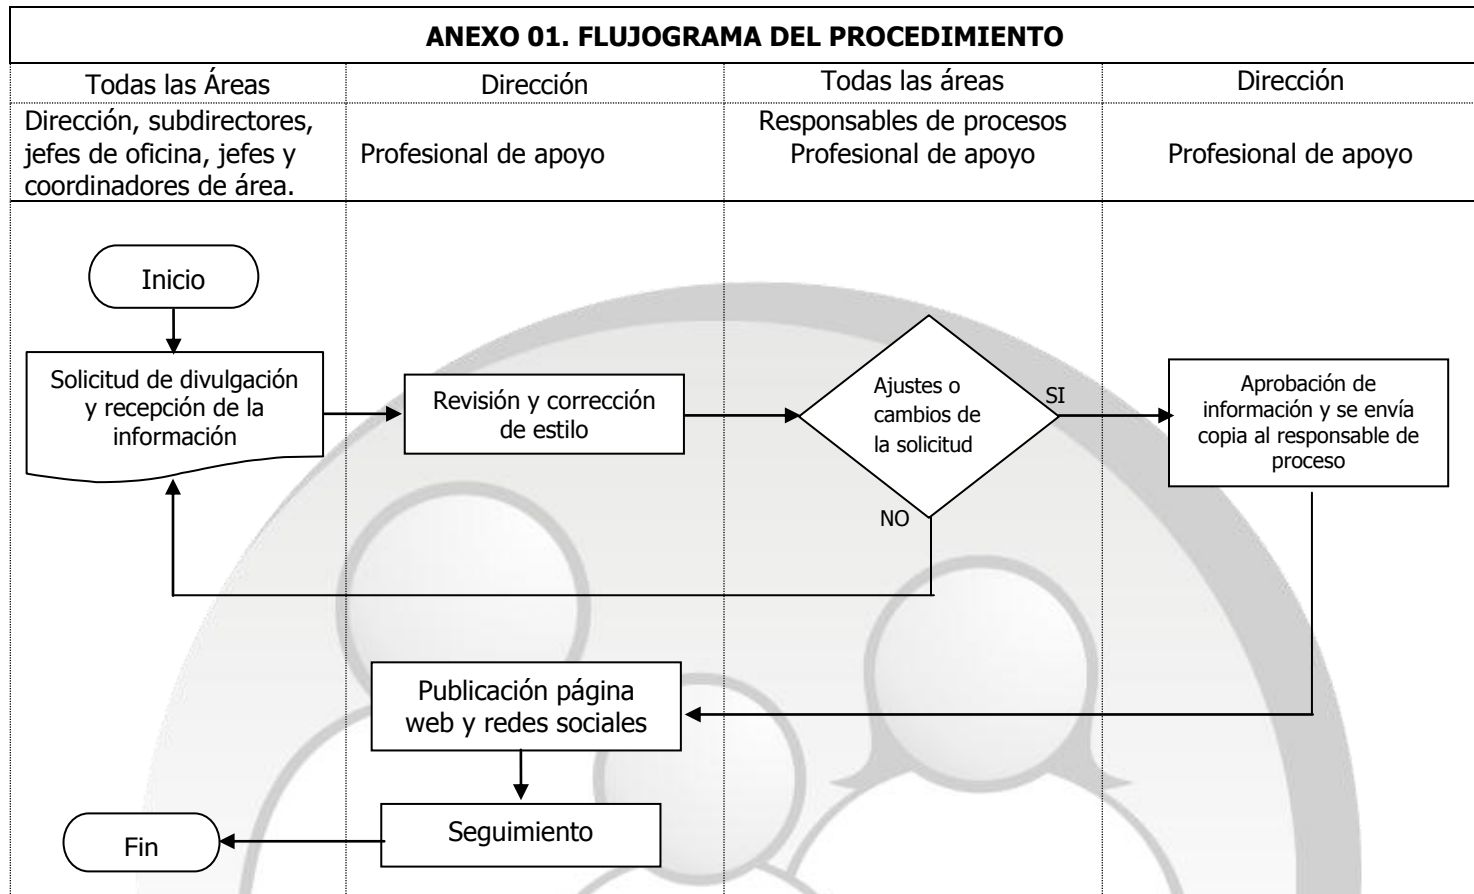 ANEXO 01. FLUJOGRAMA DEL PROCEDIMIENTO
Todas las Áreas
Dirección
Todas las áreas
Dirección
Dirección, subdirectores,
jefes de oficina, jefes y
coordinadores de área.
Profesional de apoyo
Responsables de procesos
Profesional de apoyo
Profesional de apoyo
Inicio
Solicitud de divulgación
y recepción de la
información
Revisión y corrección
de estilo
Ajustes o
cambios de
la solicitud
SI
NO
Aprobación de
información y se envía
copia al responsable de
proceso
Publicación página
web y redes sociales
Seguimiento
Fin